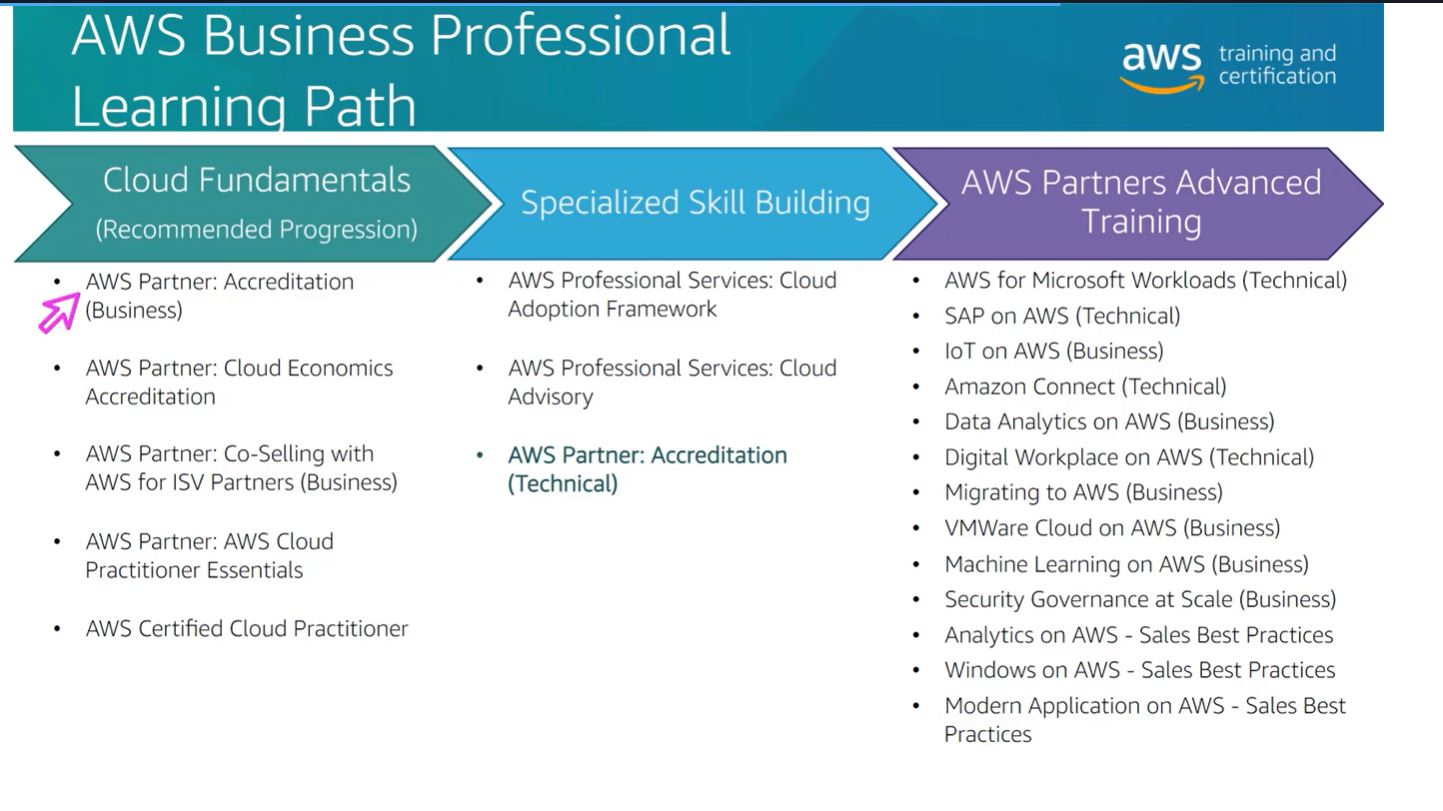 AWS Business Professional
Learning Path
aws training and
certification
Cloud Fundamentals
(Recommended Progression)
• AWS Partner: Accreditation
(Business)
• AWS Partner: Cloud Economics
Accreditation
• AWS Partner: Co-Selling with
AWS for ISV Partners (Business)
• AWS Partner: AWS Cloud
Practitioner Essentials
• AWS Certified Cloud Practitioner
Specialized Skill Building
• AWS Professional Services: Cloud
Adoption Framework
• AWS Professional Services: Cloud
Advisory
• AWS Partner: Accreditation
(Technical)
AWS Partners Advanced
Training
• AWS for Microsoft Workloads (Technical)
• SAP on AWS (Technical)
• IoT on AWS (Business)
• Amazon Connect (Technical)
• Data Analytics on AWS (Business)
• Digital Workplace on AWS (Technical)
• Migrating to AWS (Business)
• VMWare Cloud on AWS (Business)
• Machine Learning on AWS (Business)
• Security Governance at Scale (Business)
• Analytics on AWS - Sales Best Practices
• Windows on AWS - Sales Best Practices
• Modern Application on AWS - Sales Best
Practices